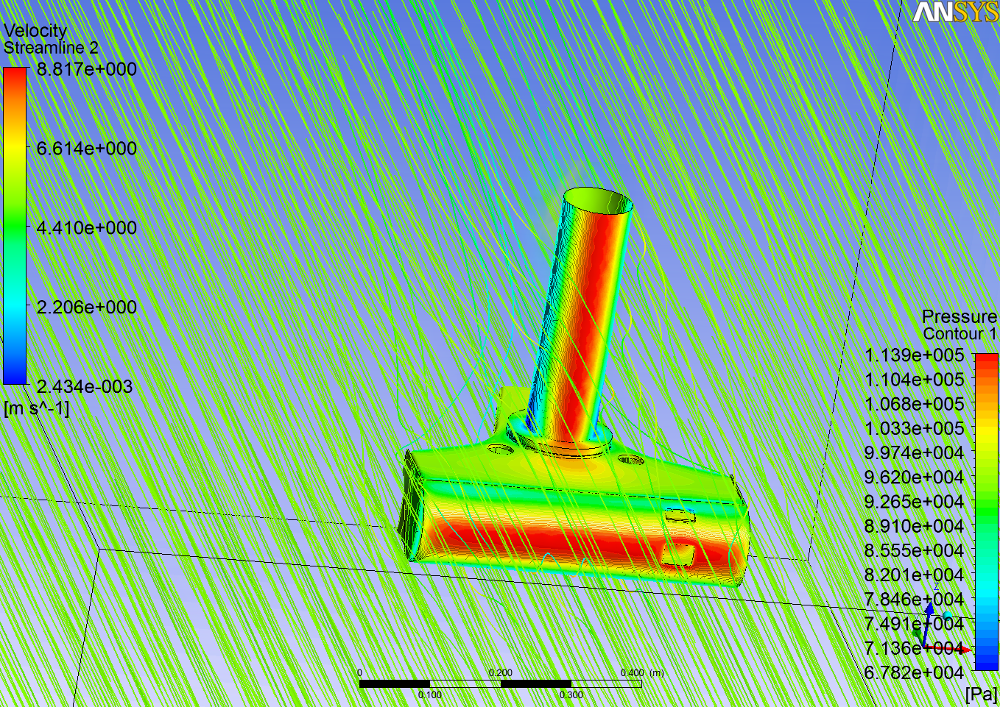 ANSYS
Velocity
Streamline 2
8.817e+000
6.614e+000
4.410e+000
2.206e+000
2.434e-003
[m s^-1]
Pressure
Contour 1
1.139e+005
1.104e+005
1.068e+005
1.033e+005
9.974e+004
9.620e+004
9.265e+004
8.910e+004
8.555e+004
8.201e+004
7.846e+004
7.491e+004
7.136e+004
6.782e+004
[Pa]
0 0.200 0.400 (m)
0.100 0.300